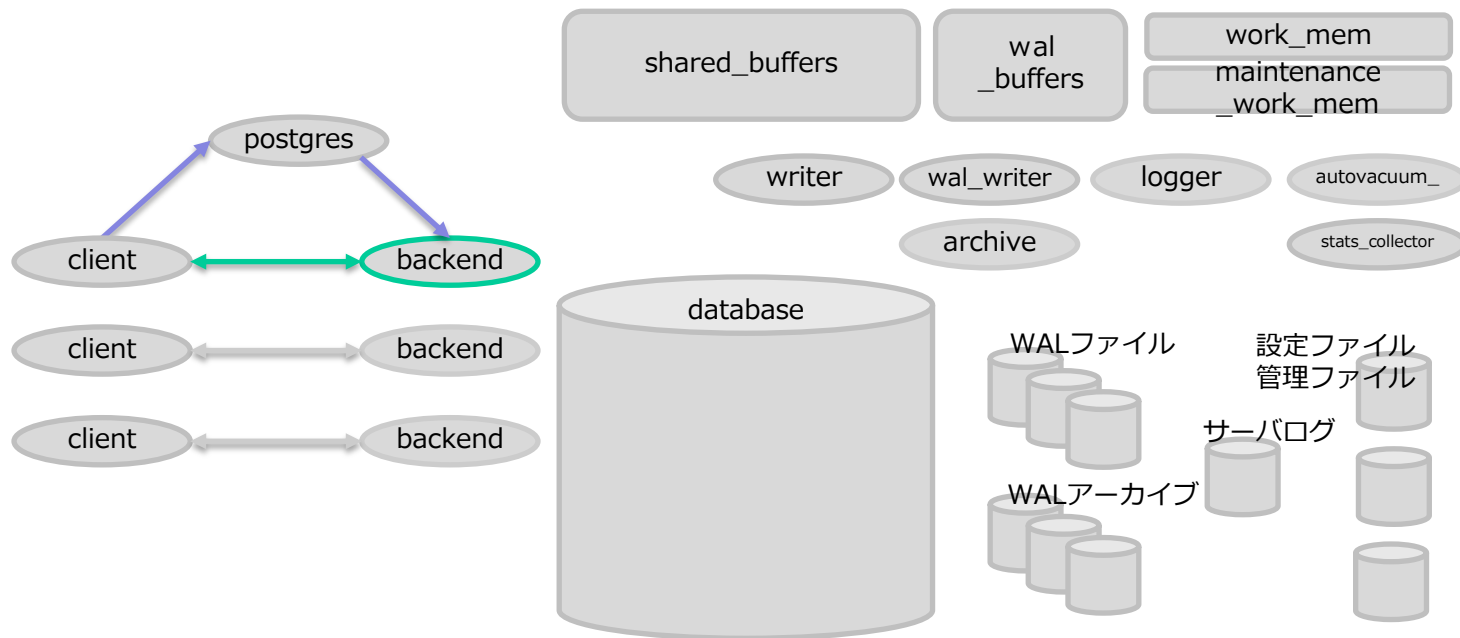 shared_buffers
wal
_buffers
work_mem
maintenance
_work_mem
postgres
writer
wal_writer
logger
autovacuum_
client
backend
archive
stats_collector
database
client
backend
WALファイル
設定ファイル
管理ファイル
client
backend
サーバログ
WALアーカイブ